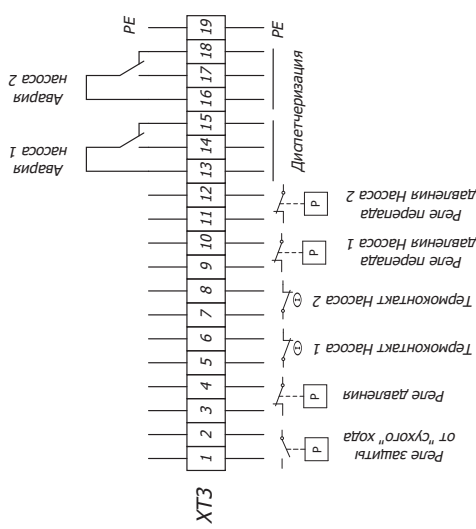 XT3
1
2
3
4
5
6
7
8
9
10
11
12
13
14
15
16
17
18
19
Реле защиты
от "сухого" хода
P
Реле давления
P
Термоконтакт Насоса 1
Θ
Термоконтакт Насоса 2
Θ
Реле перепада
давления Насоса 1
P
Реле перепада
давления Насоса 2
P
Диспетчеризация
PE
Авария
насоса 1
Авария
насоса 2
PE